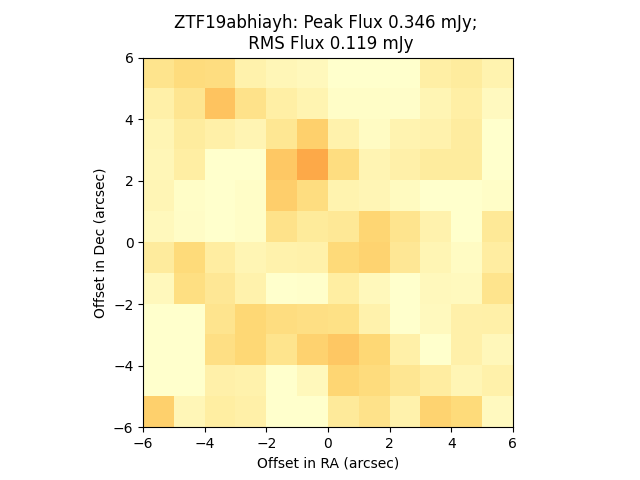 ZTF19abhiayh: Peak Flux 0.346 mJy;
RMS Flux 0.119 mJy
6
4
2
0
−2
−4
−6
Offset in Dec (arcsec)
−6 −4 −2 0 2 4 6
Offset in RA (arcsec)